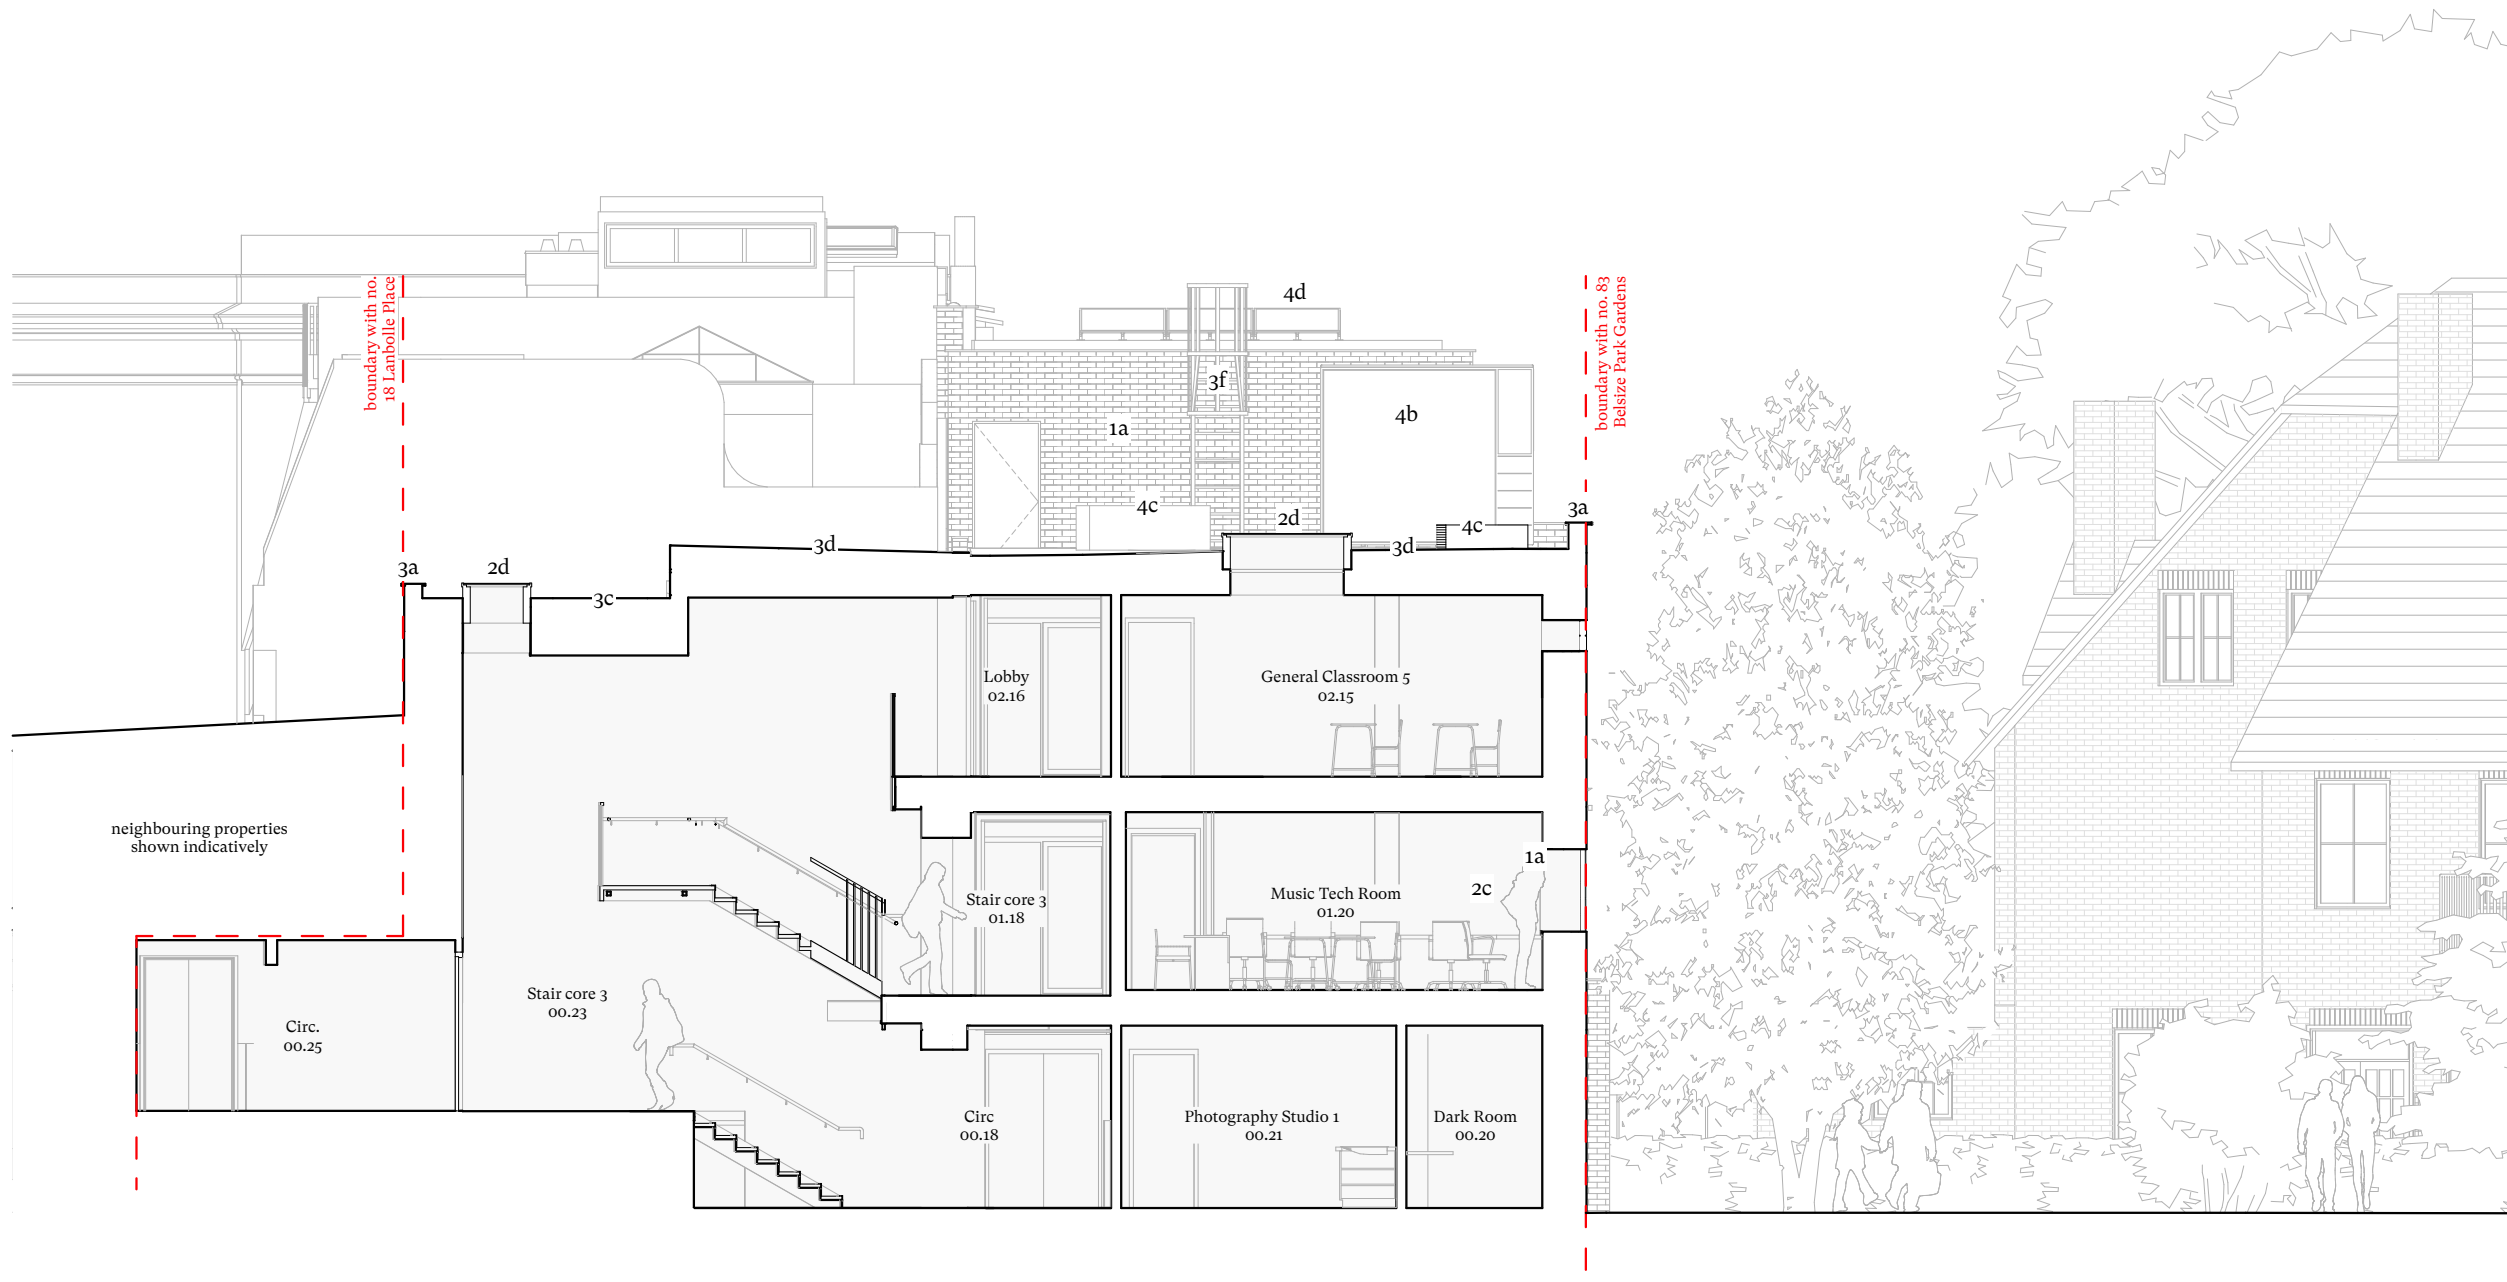 boundary with no.
18 Lanbolle Place
boundary with no. 83
Belsize Park Gardens
4d
3f
4b
1a
4c
2d
4c
3a
3d
3d
3a
2d
3c
Lobby
02.16
General Classroom 5
02.15
neighbouring properties
shown indicatively
1a
2c
Stair core 3
01.18
Music Tech Room
01.20
Stair core 3
00.23
Circ.
00.25
Circ
00.18
Photography Studio 1
00.21
Dark Room
00.20